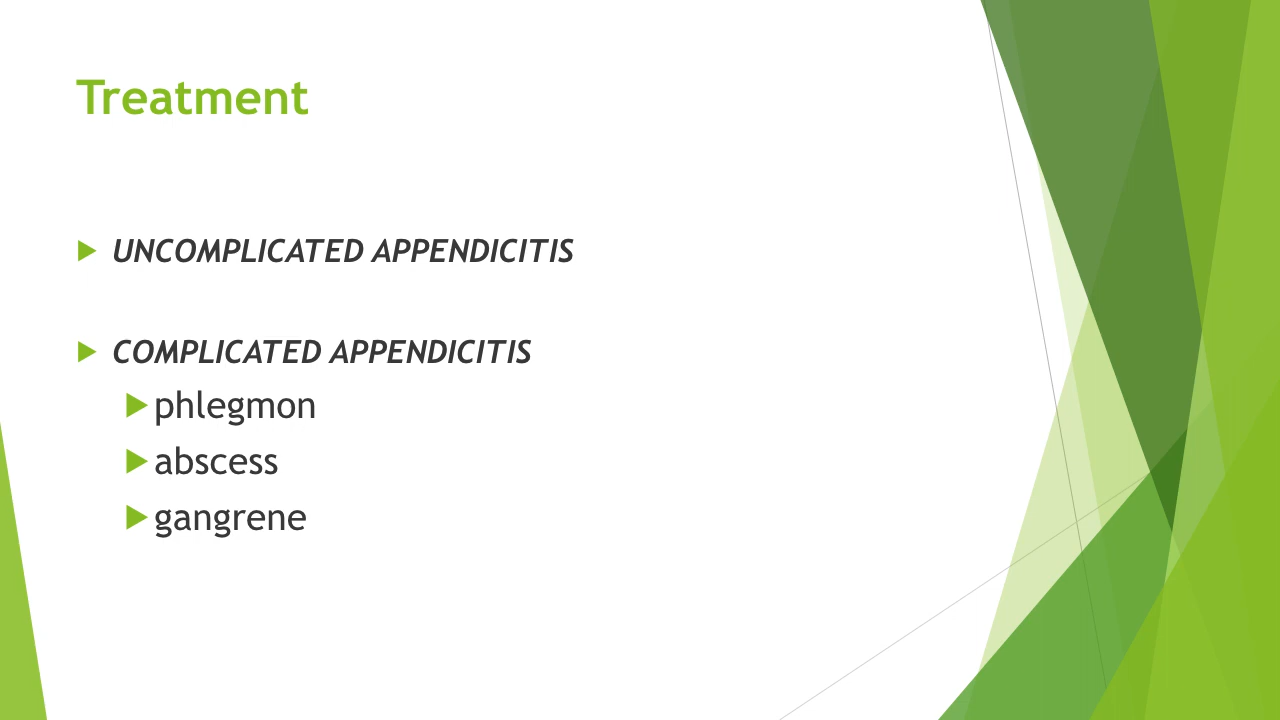 Treatment
UNCOMPLICATED APPENDICITIS
COMPLICATED APPENDICITIS
phlegmon
abscess
gangrene